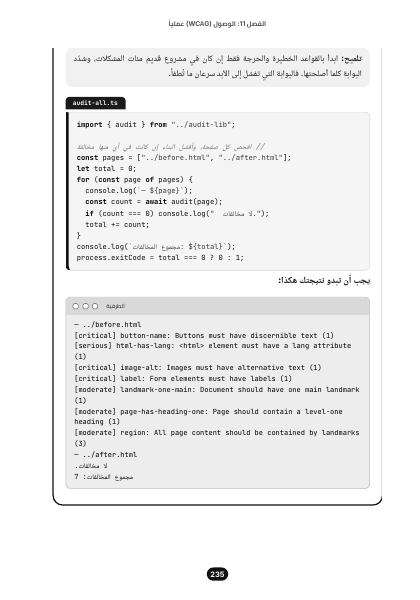 الفصل 11: الوصول (WCAG) عملياً
تلميح: ابدأ بالقواعد الخطيرة والحرجة فقط إن كان في مشروع قديم مئات المشكلات، وشدّد
البوابة كلما أصلحتها. فالبوابة التي تفشل إلى الأبد سرعان ما تُطفأ.
audit-all.ts
import { audit } from "../audit-lib";
// افحص كل صفحة، وأفشل البناء إن كانت في أي منها مخالفة
const pages = ["../before.html", "../after.html"];
let total = 0;
for (const page of pages) {
console.log(`— ${page}`);
const count = await audit(page);
if (count === 0) console.log("  لا مخالفات.");
total += count;
}
console.log(`مجموع المخالفات: ${total}`);
process.exitCode = total === 0 ? 0 : 1;
يجب أن تبدو نتيجتك هكذا:
الطرفية
— ../before.html
[critical] button-name: Buttons must have discernible text (1)
[serious] html-has-lang: <html> element must have a lang attribute
(1)
[critical] image-alt: Images must have alternative text (1)
[critical] label: Form elements must have labels (1)
[moderate] landmark-one-main: Document should have one main landmark
(1)
[moderate] page-has-heading-one: Page should contain a level-one
heading (1)
[moderate] region: All page content should be contained by landmarks
(3)
— ../after.html
لا مخالفات.
مجموع المخالفات: 7
235